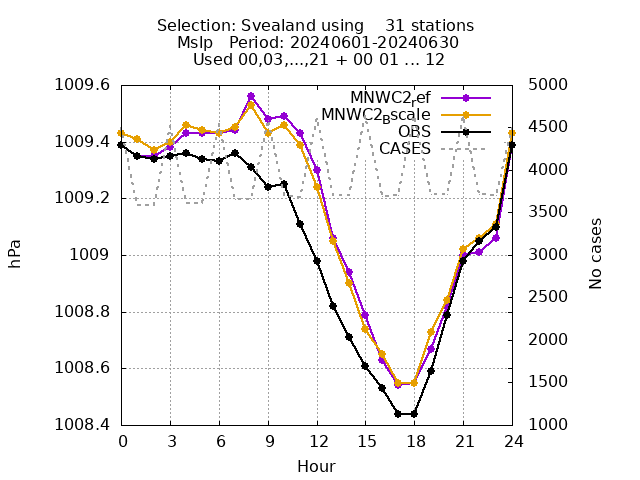 Selection: Svealand using    31 stations
Mslp   Period: 20240601-20240630
Used 00,03,...,21 + 00 01 ... 12
1009.6
1009.4
1009.2
1009
1008.8
1008.6
1008.4
hPa
5000
4500
4000
3500
3000
2500
2000
1500
1000
No cases
MNWC2_ref
MNWC2_Bscale
OBS
CASES
0 3 6 9 12 15 18 21 24
Hour